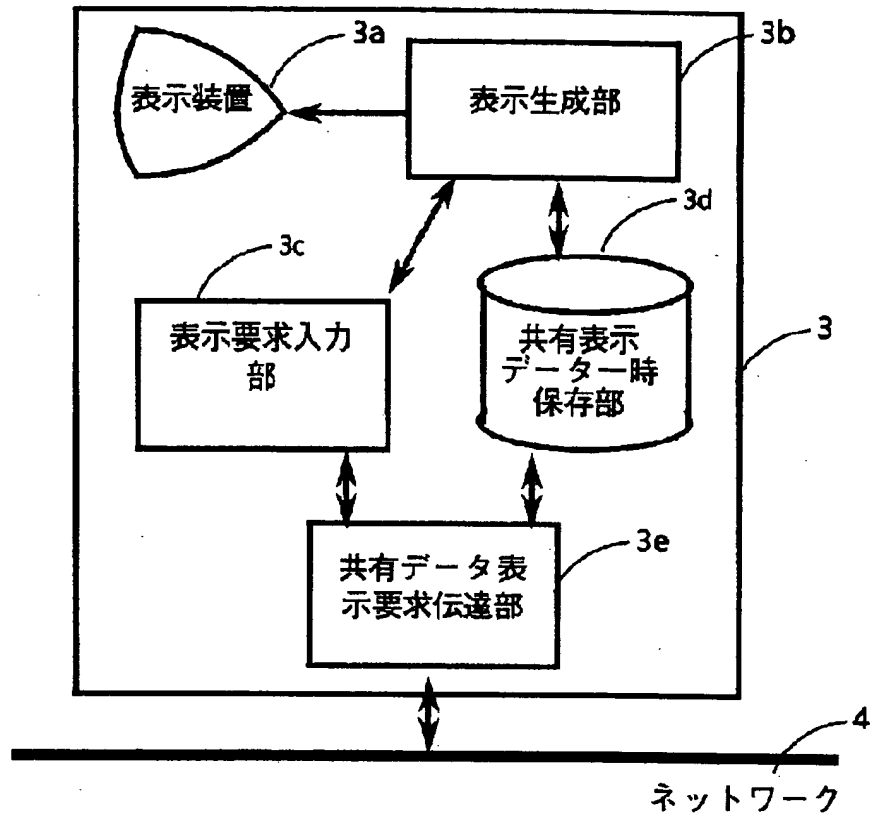 3a
3b
表示装置
表示生成部
3d
3c
表示要求入力
部
共有表示
データ一時
保存部
3
3e
共有データ表
示要求伝達部
4
ネットワーク